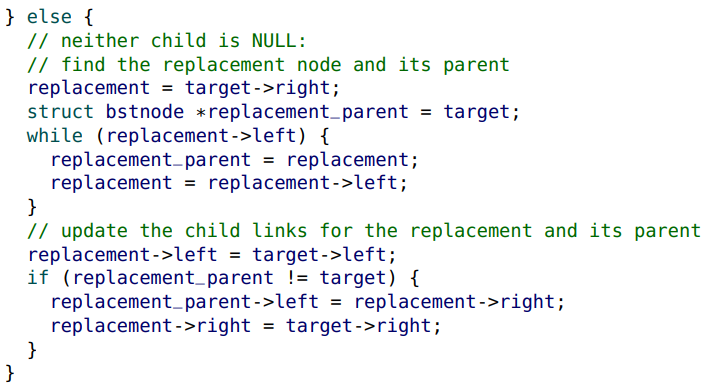 } else {
  // neither child is NULL:
  // find the replacement node and its parent
  replacement = target->right;
  struct bstnode *replacement_parent = target;
  while (replacement->left) {
    replacement_parent = replacement;
    replacement = replacement->left;
  }
  // update the child links for the replacement and its parent
  replacement->left = target->left;
  if (replacement_parent != target) {
    replacement_parent->left = replacement->right;
    replacement->right = target->right;
  }
}